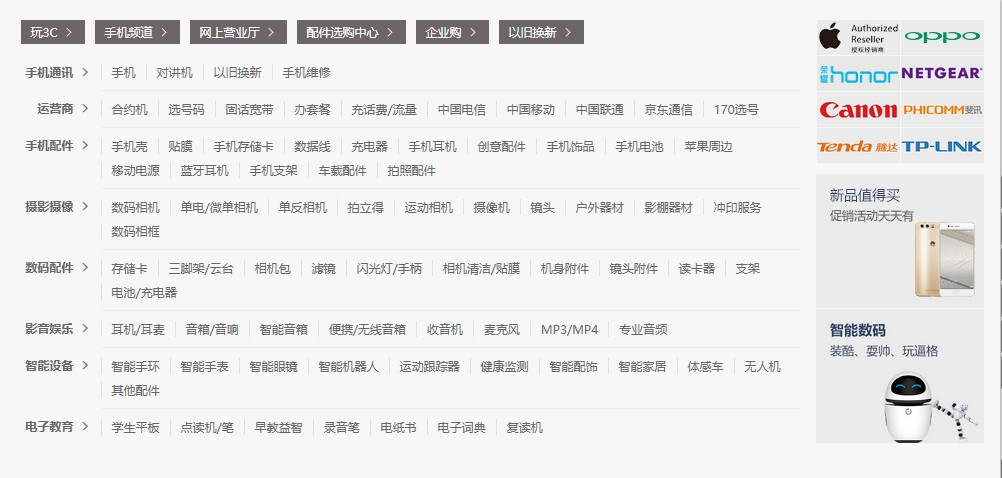 玩3C > 手机频道 > 网上营业厅 > 配件选购中心 > 企业购 > 以旧换新 >
手机通讯 > 手机 | 对讲机 | 以旧换新 | 手机维修
运营商 > 合约机 | 选号码 | 固话宽带 | 办套餐 | 充话费/流量 | 中国电信 | 中国移动 | 中国联通 | 京东通信 | 170选号
手机配件 > 手机壳 | 贴膜 | 手机存储卡 | 数据线 | 充电器 | 手机耳机 | 创意配件 | 手机饰品 | 手机电池 | 苹果周边
移动电源 | 蓝牙耳机 | 手机支架 | 车载配件 | 拍照配件
摄影摄像 > 数码相机 | 单电/微单相机 | 单反相机 | 拍立得 | 运动相机 | 摄像机 | 镜头 | 户外器材 | 影棚器材 | 冲印服务
数码相框
数码配件 > 存储卡 | 三脚架/云台 | 相机包 | 滤镜 | 闪光灯/手柄 | 相机清洁/贴膜 | 机身附件 | 镜头附件 | 读卡器 | 支架
电池/充电器
影音娱乐 > 耳机/耳麦 | 音箱/音响 | 智能音箱 | 便携/无线音箱 | 收音机 | 麦克风 | MP3/MP4 | 专业音频
智能设备 > 智能手环 | 智能手表 | 智能眼镜 | 智能机器人 | 运动跟踪器 | 健康监测 | 智能配饰 | 智能家居 | 体感车 | 无人机
其他配件
电子教育 > 学生平板 | 点读机/笔 | 早教益智 | 录音笔 | 电纸书 | 电子词典 | 复读机
Authorized
Reseller
授权经销商
oppo
荣耀 honor
NETGEAR
Canon
PHICOMM 斐讯
Tenda 腾达
TP-LINK
新品值得买
促销活动天天有
智能数码
装酷、耍帅、玩逼格